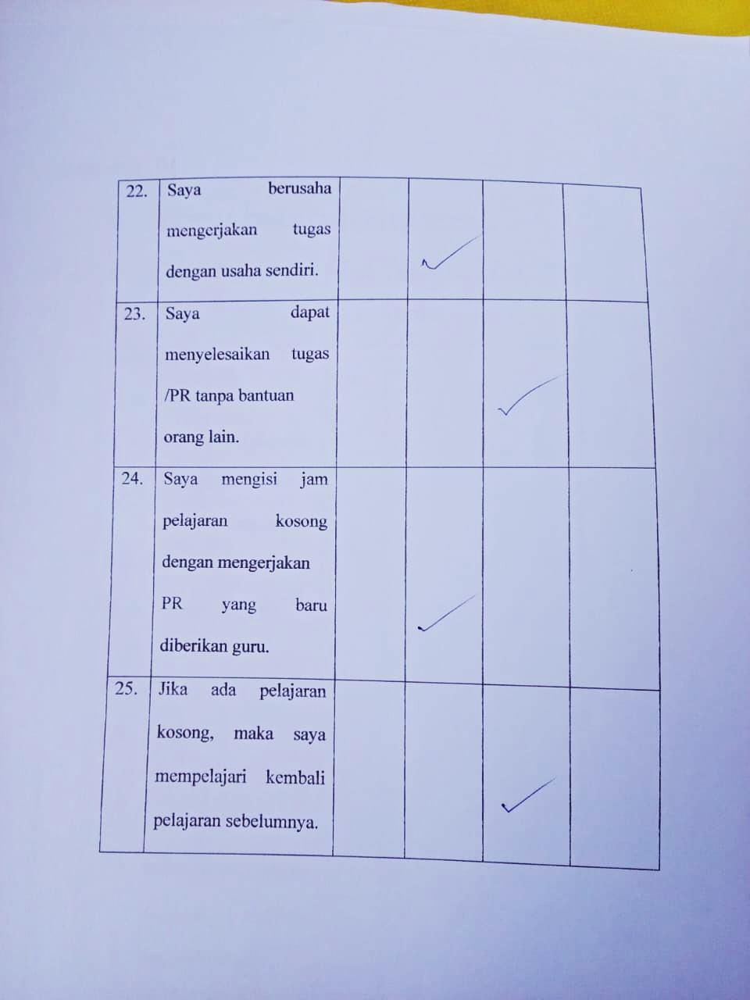 22. Saya berusaha
mengerjakan tugas
dengan usaha sendiri.
23. Saya dapat
menyelesaikan tugas
/PR tanpa bantuan
orang lain.
24. Saya mengisi jam
pelajaran kosong
dengan mengerjakan
PR yang baru
diberikan guru.
25. Jika ada pelajaran
kosong, maka saya
mempelajari kembali
pelajaran sebelumnya.